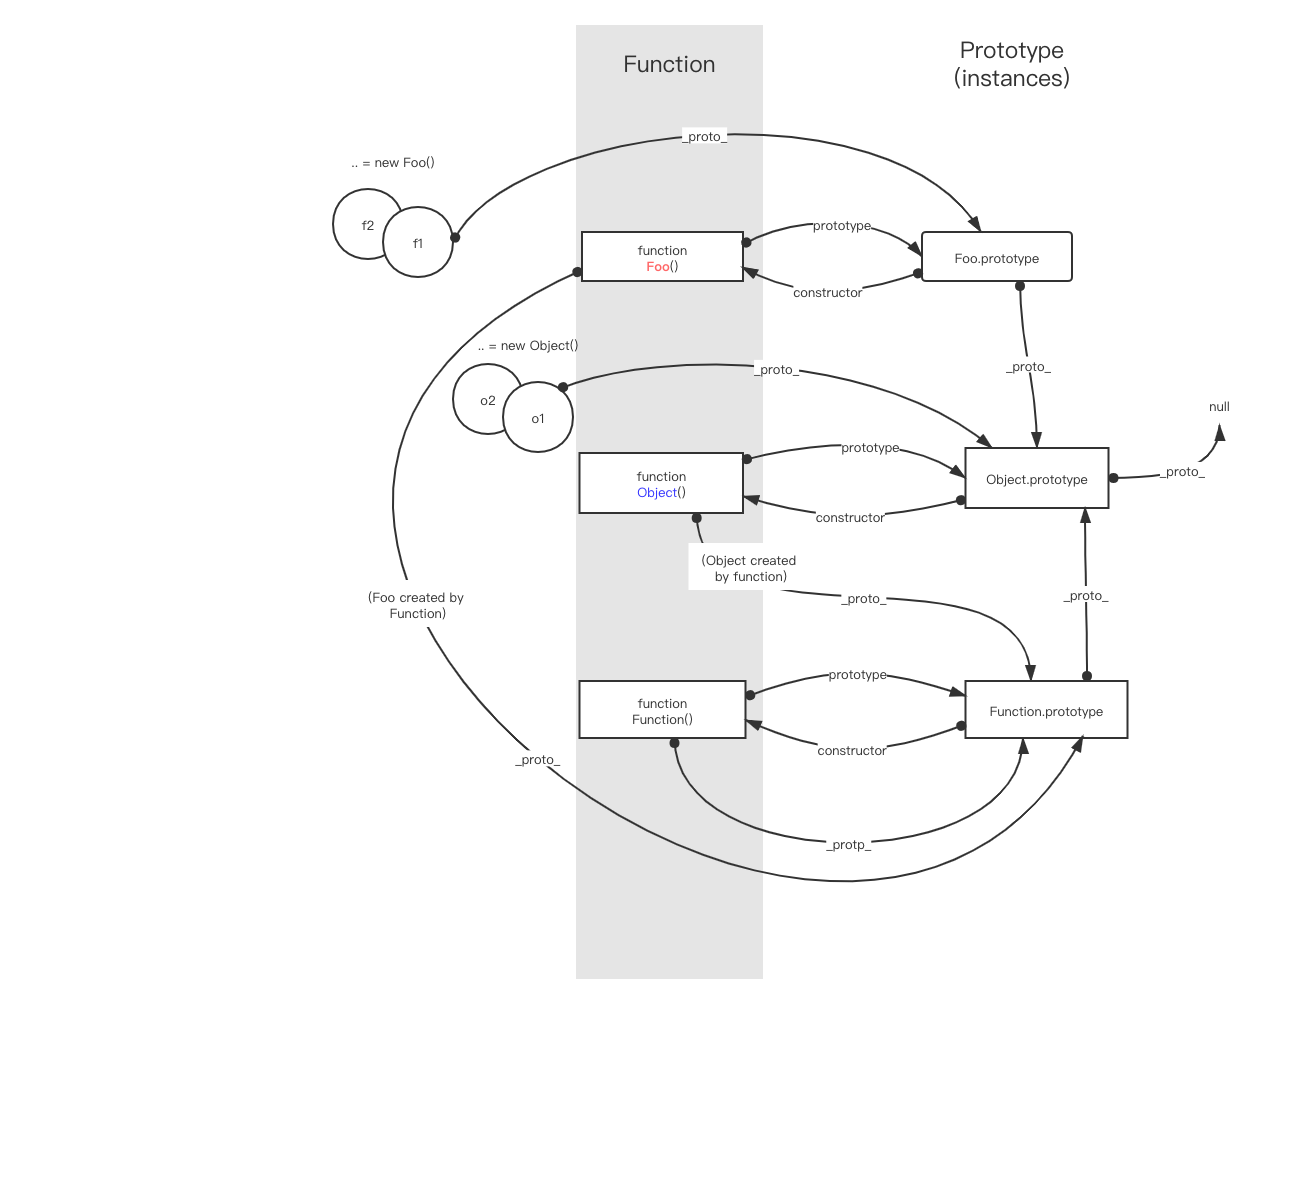 Function
Prototype
(instances)
_proto_
.. = new Foo()
f2
f1
function
Foo()
prototype
constructor
Foo.prototype
_proto_
.. = new Object()
o2
o1
_proto_
null
function
Object()
prototype
constructor
Object.prototype
_proto_
(Object created
by function)
_proto_
_proto_
(Foo created by
Function)
function
Function()
prototype
constructor
Function.prototype
_proto_
_protp_